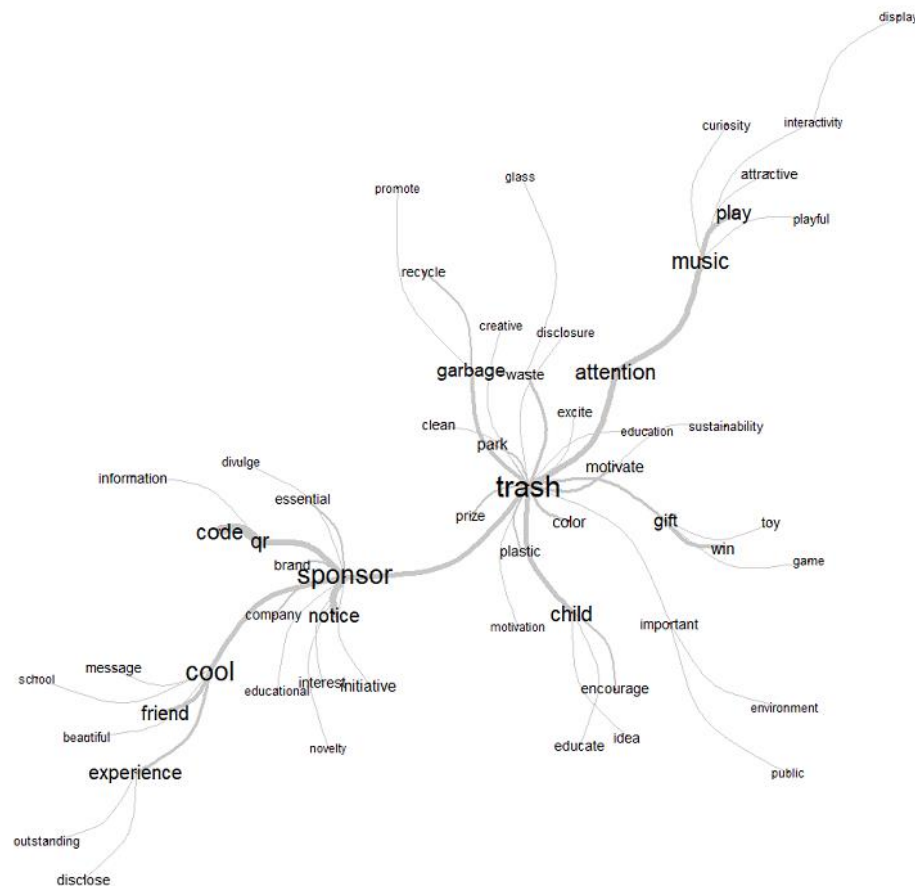 display
curiosity
interactivity
attractive
glass
promote
play
playful
music
recycle
creative
disclosure
garbage
waste
attention
excite
clean
education
sustainability
park
motivate
divulge
information
essential
trash
prize
color
gift
toy
code
qr
plastic
win
brand
game
sponsor
company
notice
child
motivation
important
message
cool
school
educational
interest
initiative
encourage
friend
environment
beautiful
novelty
educate
idea
experience
public
outstanding
disclose